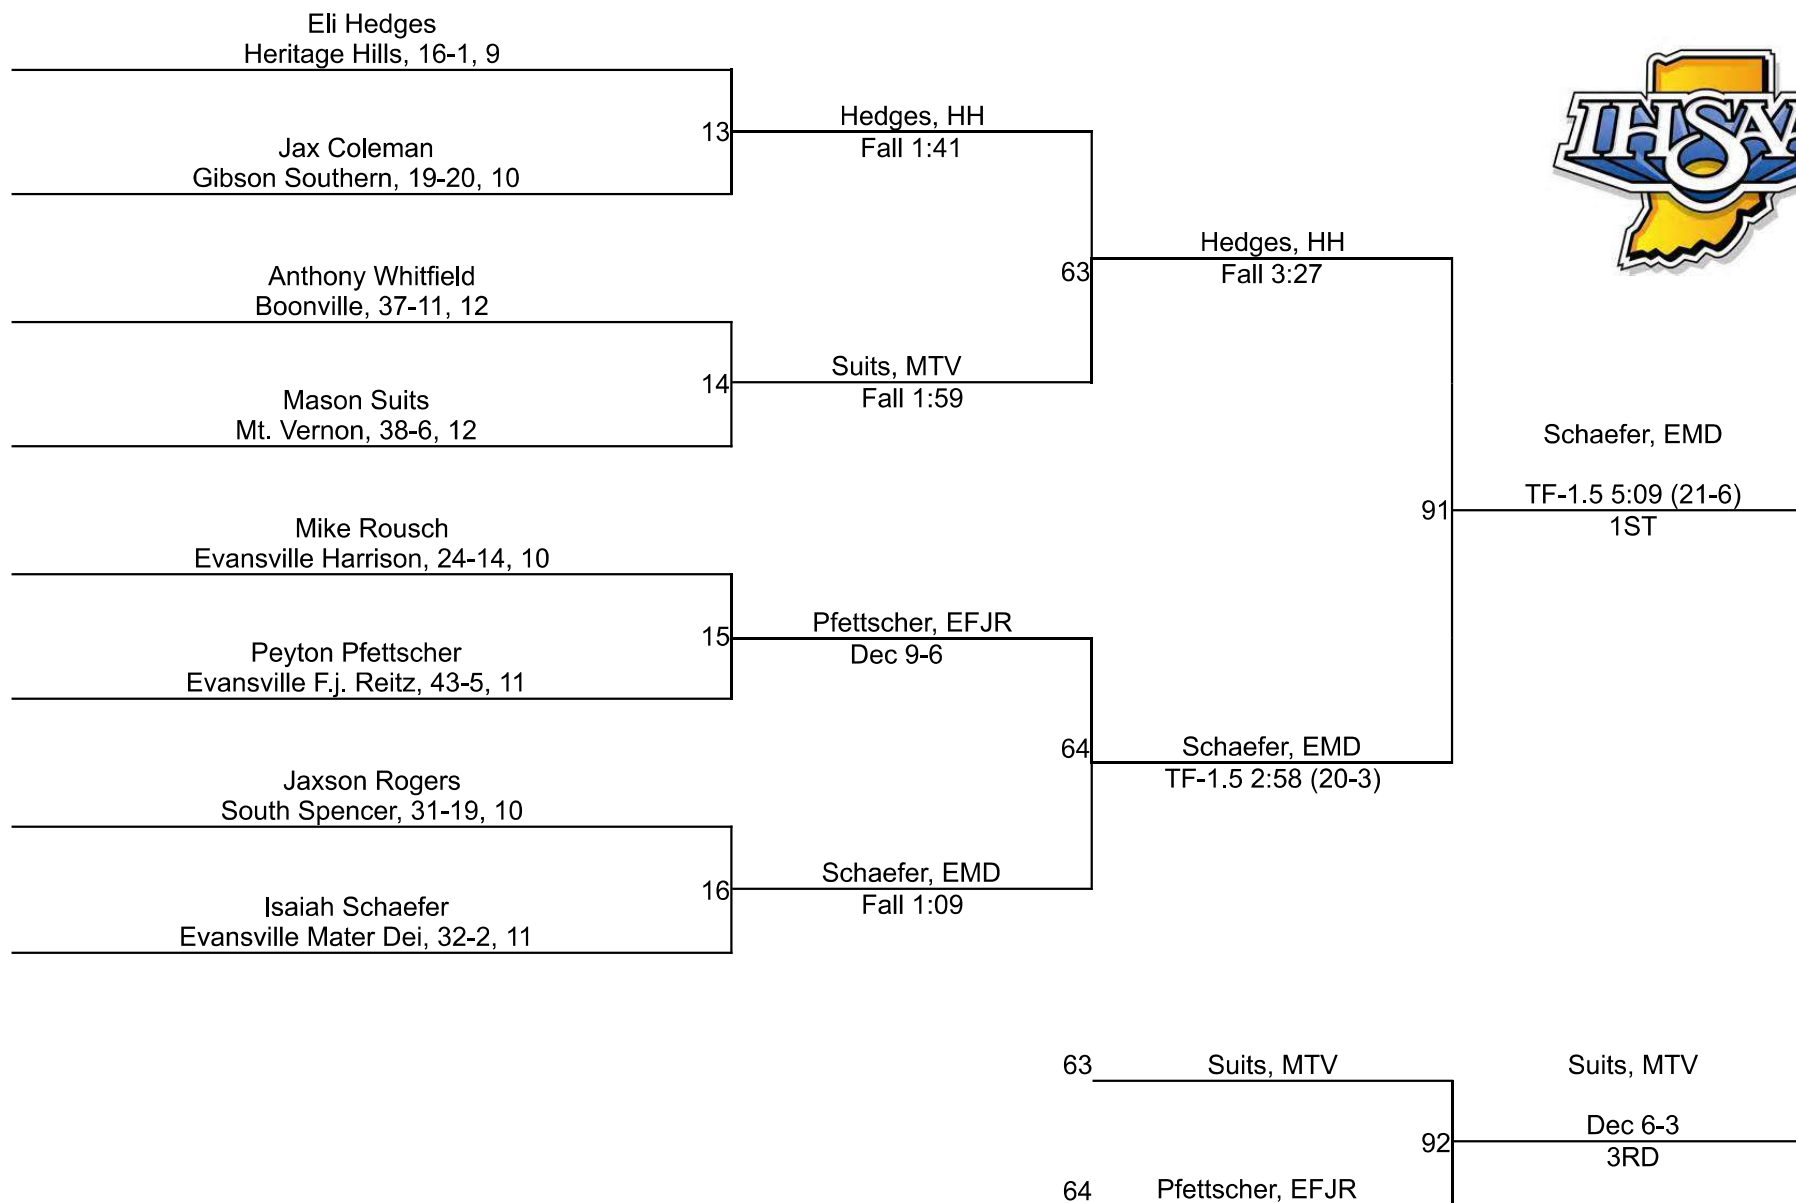 Eli Hedges
Heritage Hills, 16-1, 9
13
Hedges, HH
Fall 1:41
Jax Coleman
Gibson Southern, 19-20, 10
IHSAA
63
Hedges, HH
Fall 3:27
Anthony Whitfield
Boonville, 37-11, 12
14
Suits, MTV
Fall 1:59
Mason Suits
Mt. Vernon, 38-6, 12
91
Schaefer, EMD
TF-1.5 5:09 (21-6)
1ST
Mike Rousch
Evansville Harrison, 24-14, 10
15
Pfettscher, EFJR
Dec 9-6
Peyton Pfettscher
Evansville F.j. Reitz, 43-5, 11
64
Schaefer, EMD
TF-1.5 2:58 (20-3)
Jaxson Rogers
South Spencer, 31-19, 10
16
Schaefer, EMD
Fall 1:09
Isaiah Schaefer
Evansville Mater Dei, 32-2, 11
63
Suits, MTV
Suits, MTV
92
Dec 6-3
3RD
64
Pfettscher, EFJR